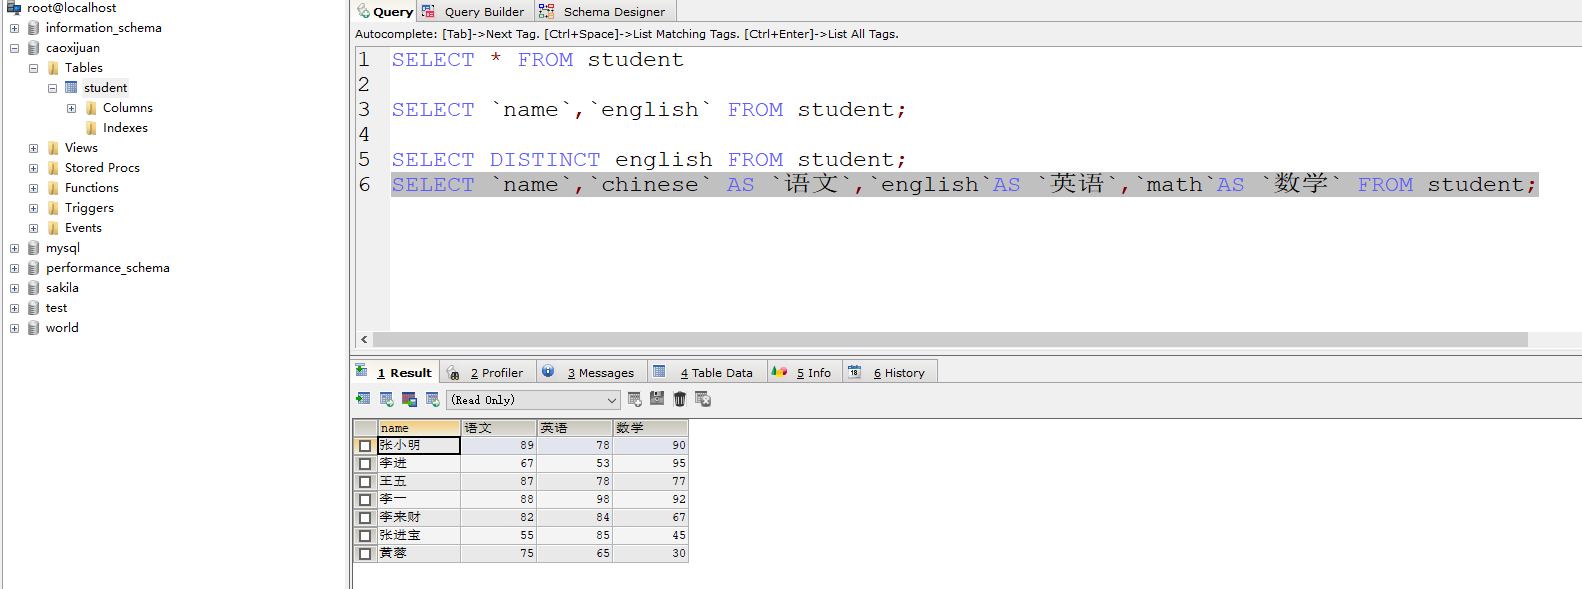 root@localhost
information_schema
caoxijuan
Tables
student
Columns
Indexes
Views
Stored Procs
Functions
Triggers
Events
mysql
performance_schema
sakila
test
world
Query Query Builder Schema Designer
Autocomplete: [Tab]->Next Tag. [Ctrl+Space]->List Matching Tags. [Ctrl+Enter]->List All Tags.
1 SELECT * FROM student
2
3 SELECT `name`,`english` FROM student;
4
5 SELECT DISTINCT english FROM student;
6 SELECT `name`,`chinese` AS `语文`,`english`AS `英语`,`math`AS `数学` FROM student;
1 Result 2 Profiler 3 Messages 4 Table Data 5 Info 18 6 History
(Read Only)
name 语文 英语 数学
张小明 89 78 90
李进 67 53 95
王五 87 78 77
李一 88 98 92
李来财 82 84 67
张进宝 55 85 45
黄蓉 75 65 30